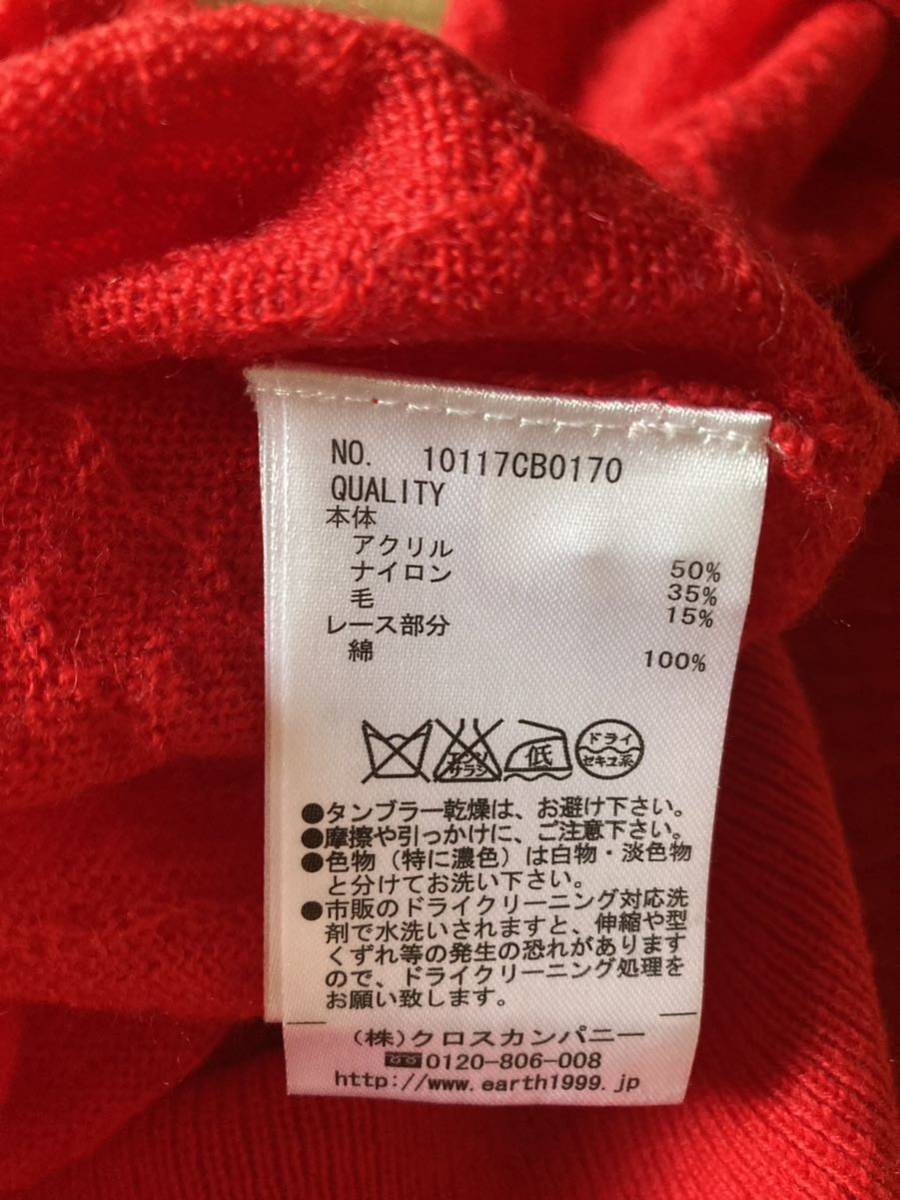 NO. 10117CB0170
QUALITY
本体
アクリル 50%
ナイロン 35%
毛 15%
レース部分
綿 100%
エンソ
サラシ
低
ドライ
セキユ系
●タンブラー乾燥は、お避け下さい。
●摩擦や引っかけに、ご注意下さい。
●色物(特に濃色)は白物・淡色物
と分けてお洗い下さい。
●市販のドライクリーニング対応洗
剤で水洗いされますと、伸縮や型
くずれ等の発生の恐れがあります
ので、ドライクリーニング処理を
お願い致します。
(株)クロスカンパニー
0120-806-008
http://www.earth1999.jp